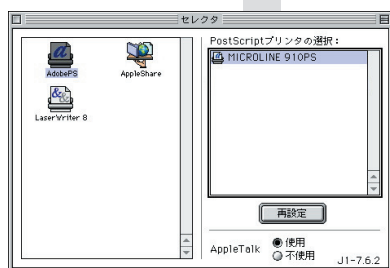 セレクタ
AdobePS
AppleShare
LaserWriter 8
PostScriptプリンタの選択：
MICROLINE 910PS
再設定
AppleTalk
使用
不使用
J1-7.6.2